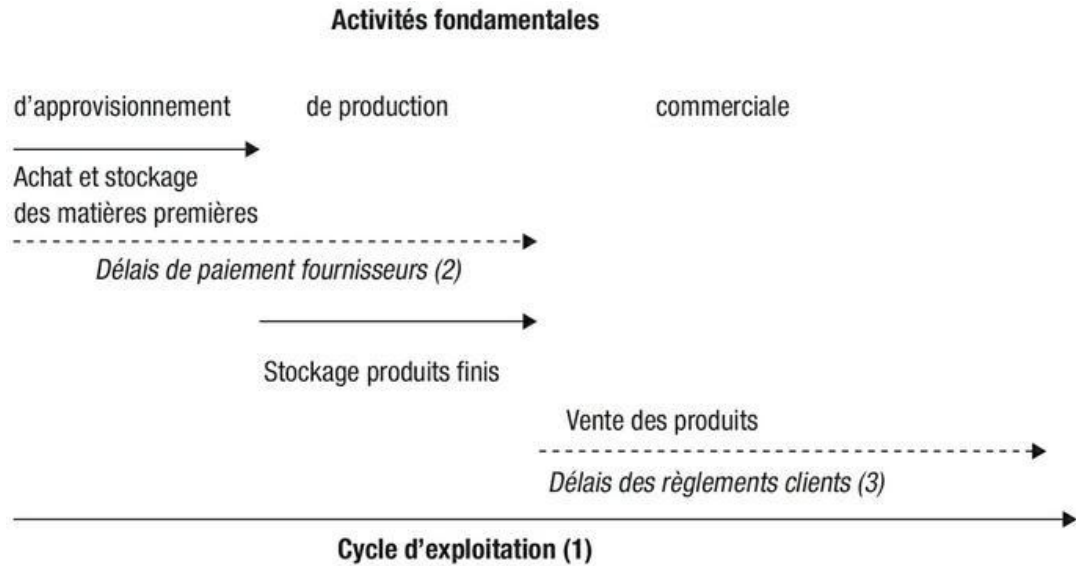 Activités fondamentales
d'approvisionnement de production commerciale
Achat et stockage
des matières premières
Délais de paiement fournisseurs (2)
Stockage produits finis
Vente des produits
Délais des règlements clients (3)
Cycle d'exploitation (1)